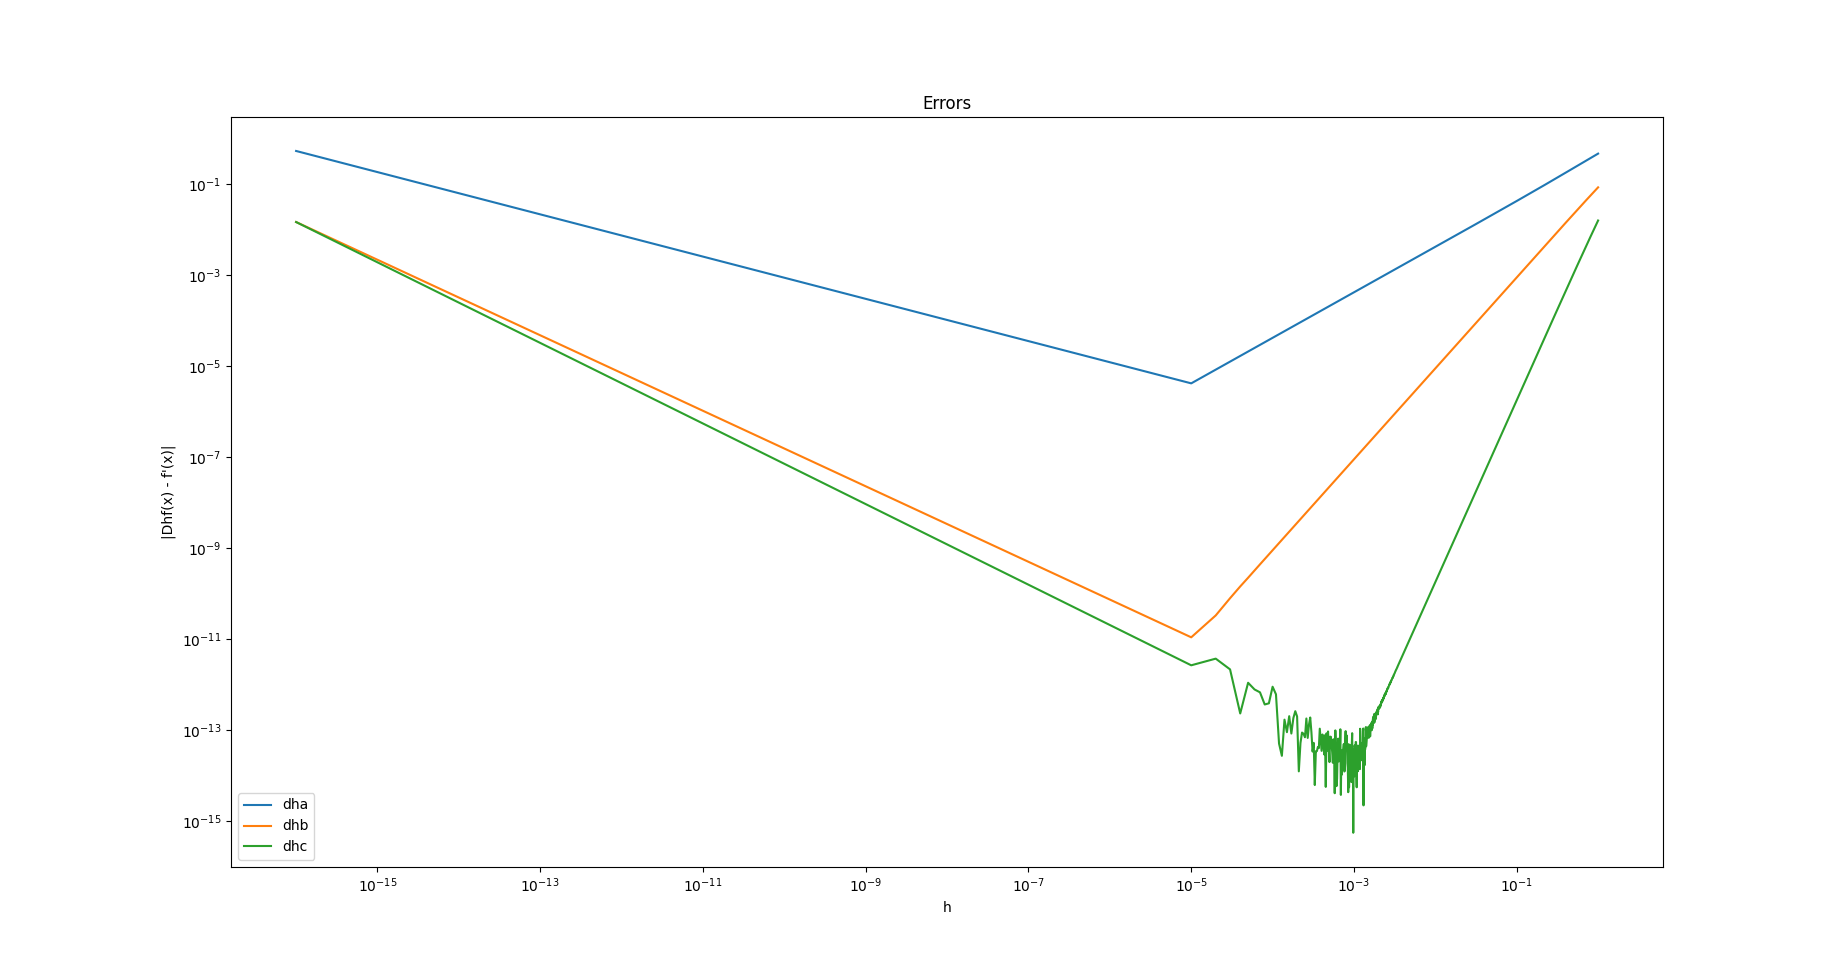 Errors
|Dhf(x) - f'(x)|
10⁻¹
10⁻³
10⁻⁵
10⁻⁷
10⁻⁹
10⁻¹¹
10⁻¹³
10⁻¹⁵
dha
dhb
dhc
10⁻¹⁵ 10⁻¹³ 10⁻¹¹ 10⁻⁹ 10⁻⁷ 10⁻⁵ 10⁻³ 10⁻¹
h